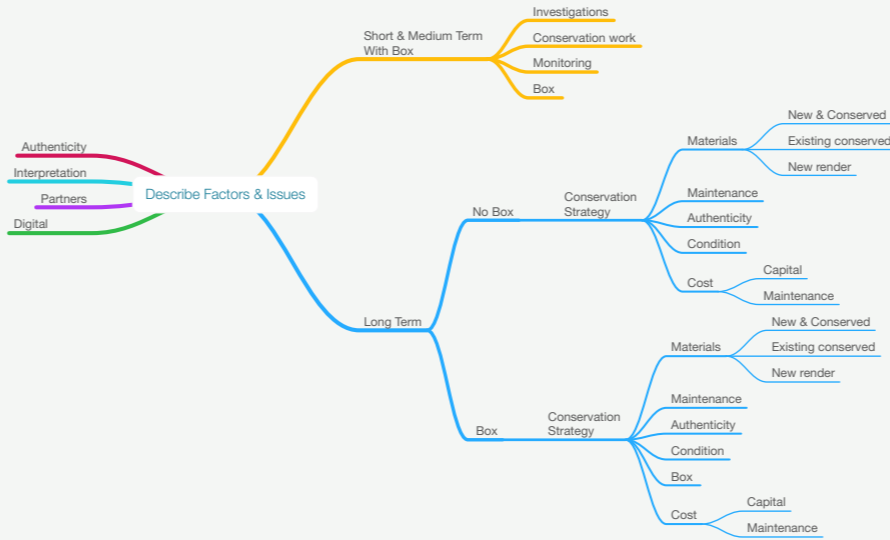 Describe Factors & Issues
Authenticity
Interpretation
Partners
Digital
Short & Medium Term
With Box
Investigations
Conservation work
Monitoring
Box
Long Term
No Box
Conservation
Strategy
Materials
New & Conserved
Existing conserved
New render
Maintenance
Authenticity
Condition
Cost
Capital
Maintenance
Box
Conservation
Strategy
Materials
New & Conserved
Existing conserved
New render
Maintenance
Authenticity
Condition
Box
Cost
Capital
Maintenance